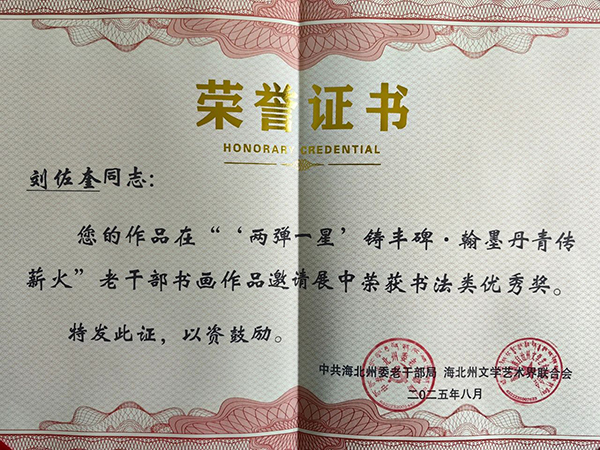 荣誉证书
HONORARY CREDENTIAL
刘佐奎同志：
您的作品在“‘两弹一星’铸丰碑·翰墨丹青传
薪火”老干部书画作品邀请展中荣获书法类优秀奖。
特发此证，以资鼓励。
中共海北州委老干部局 海北州文学艺术界联合会
二〇二五年八月